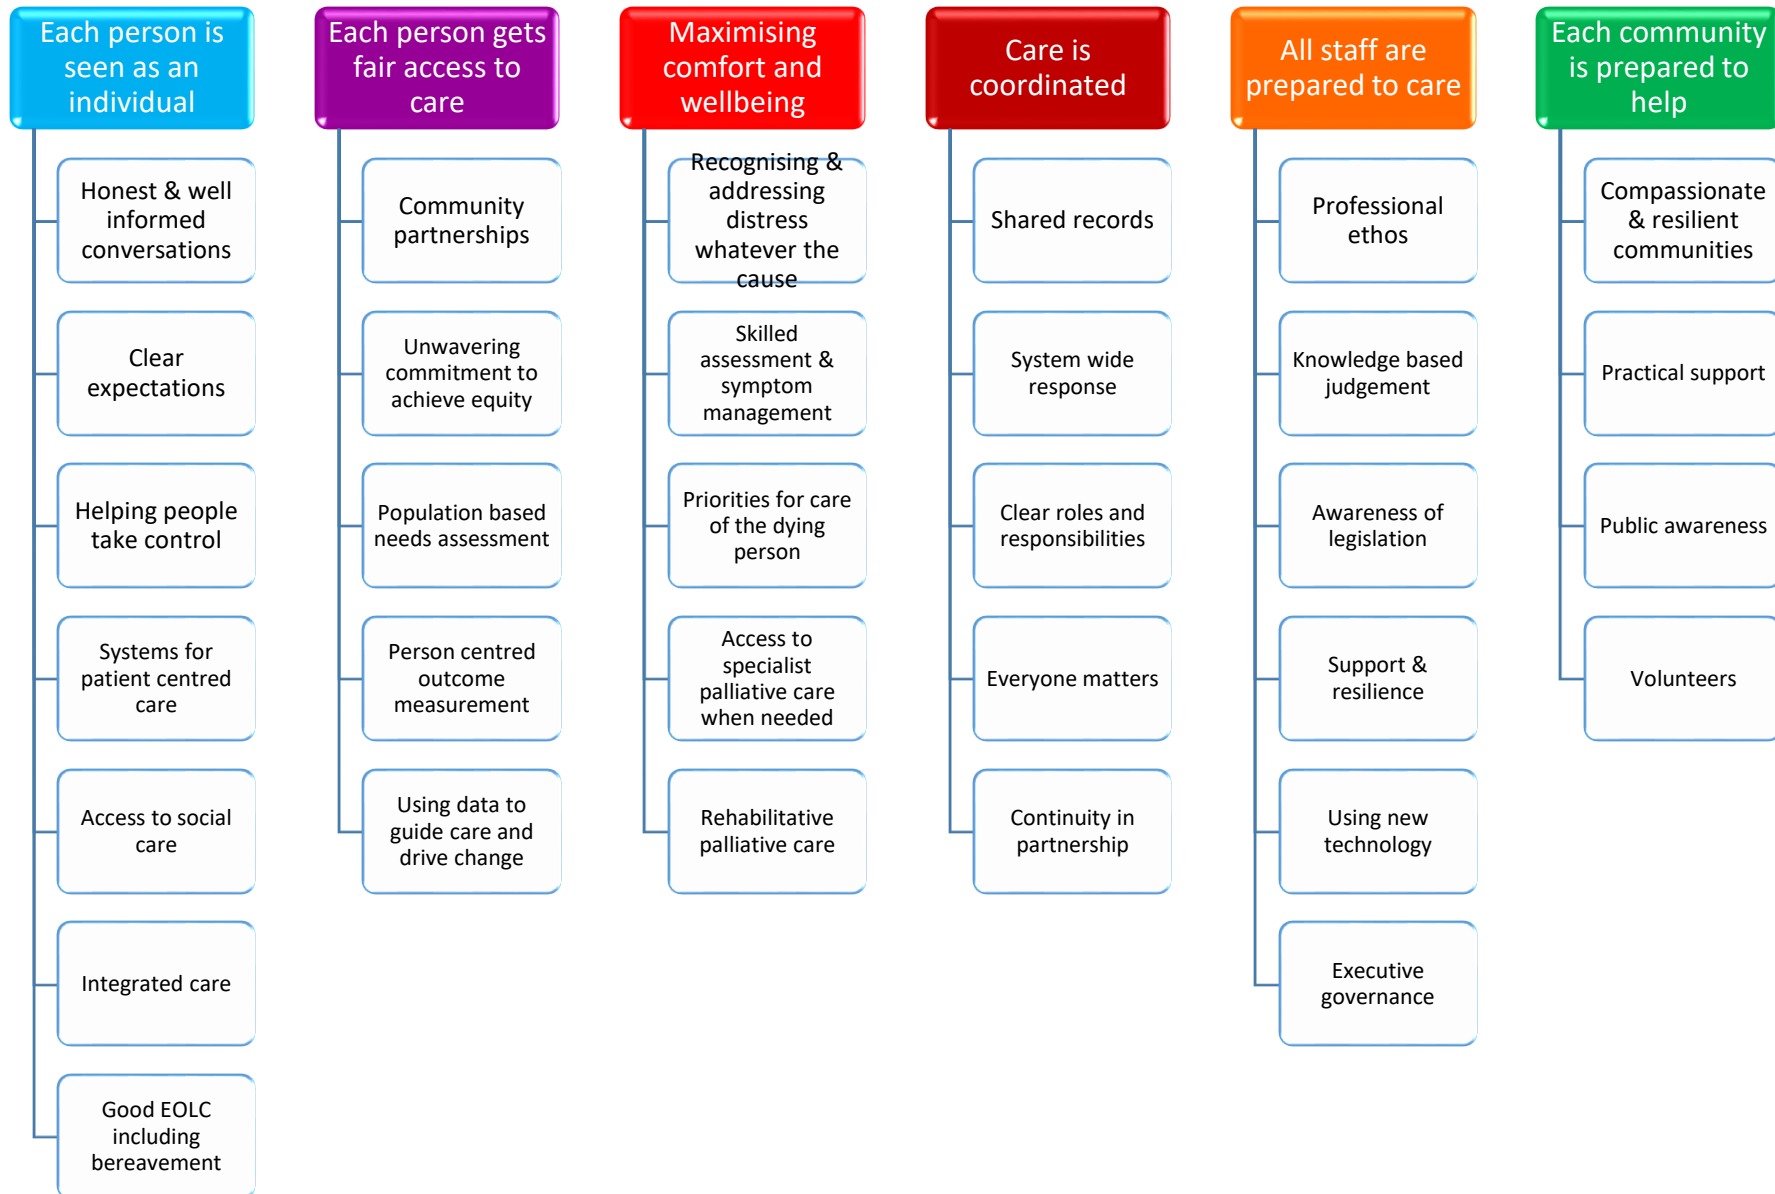 Each person is
seen as an
individual
Honest & well
informed
conversations
Clear
expectations
Helping people
take control
Systems for
patient centred
care
Access to social
care
Integrated care
Good EOLC
including
bereavement
Each person gets
fair access to
care
Community
partnerships
Unwavering
commitment to
achieve equity
Population based
needs assessment
Person centred
outcome
measurement
Using data to
guide care and
drive change
Maximising
comfort and
wellbeing
Recognising &
addressing
distress
whatever the
cause
Skilled
assessment &
symptom
management
Priorities for care
of the dying
person
Access to
specialist
palliative care
when needed
Rehabilitative
palliative care
Care is
coordinated
Shared records
System wide
response
Clear roles and
responsibilities
Everyone matters
Continuity in
partnership
All staff are
prepared to care
Professional
ethos
Knowledge based
judgement
Awareness of
legislation
Support &
resilience
Using new
technology
Executive
governance
Each community
is prepared to
help
Compassionate
& resilient
communities
Practical support
Public awareness
Volunteers